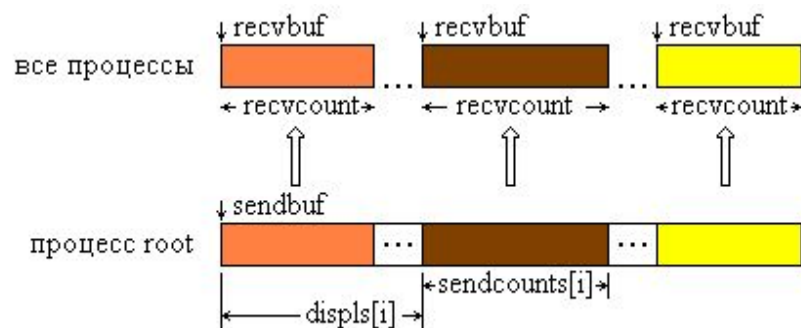 recvbuf recvbuf recvbuf
все процессы ... ...
recvcount recvcount recvcount
sendbuf
процесс root ... ...
sendcounts[i]
displs[i]